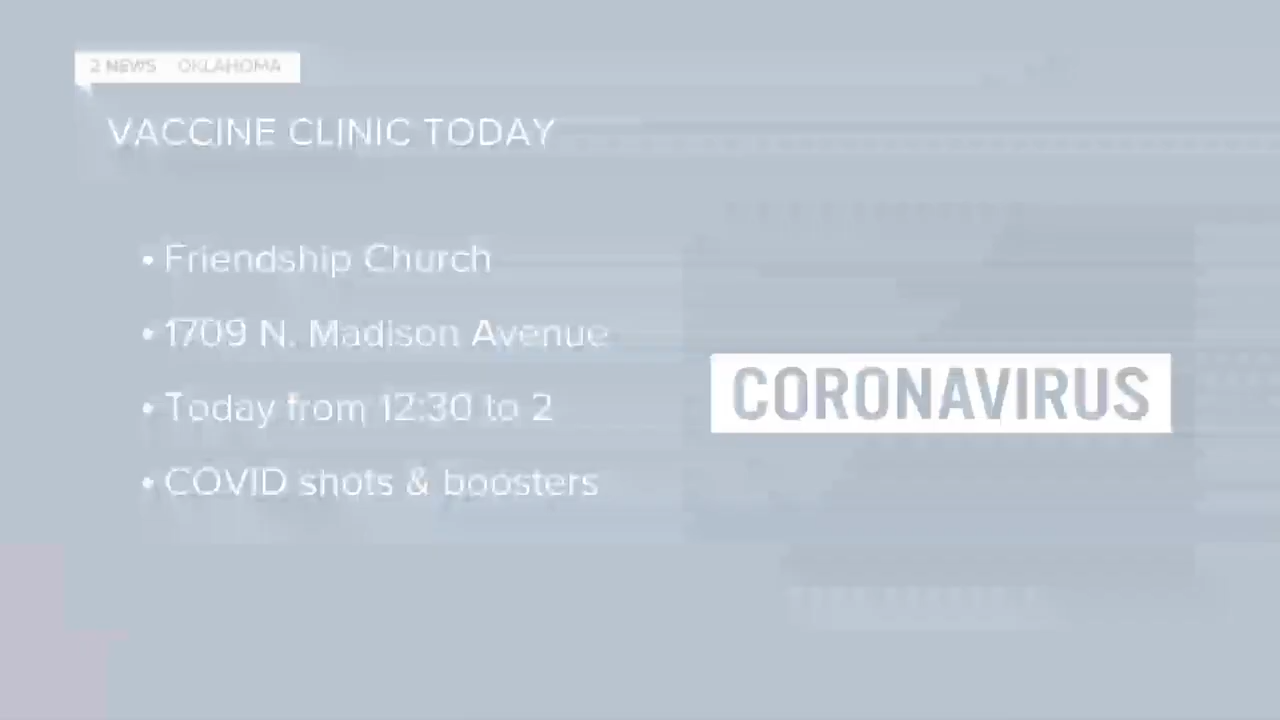 2 NEWS OKLAHOMA
VACCINE CLINIC TODAY
• Friendship Church
• 1709 N. Madison Avenue
• Today from 12:30 to 2
• COVID shots & boosters
CORONAVIRUS